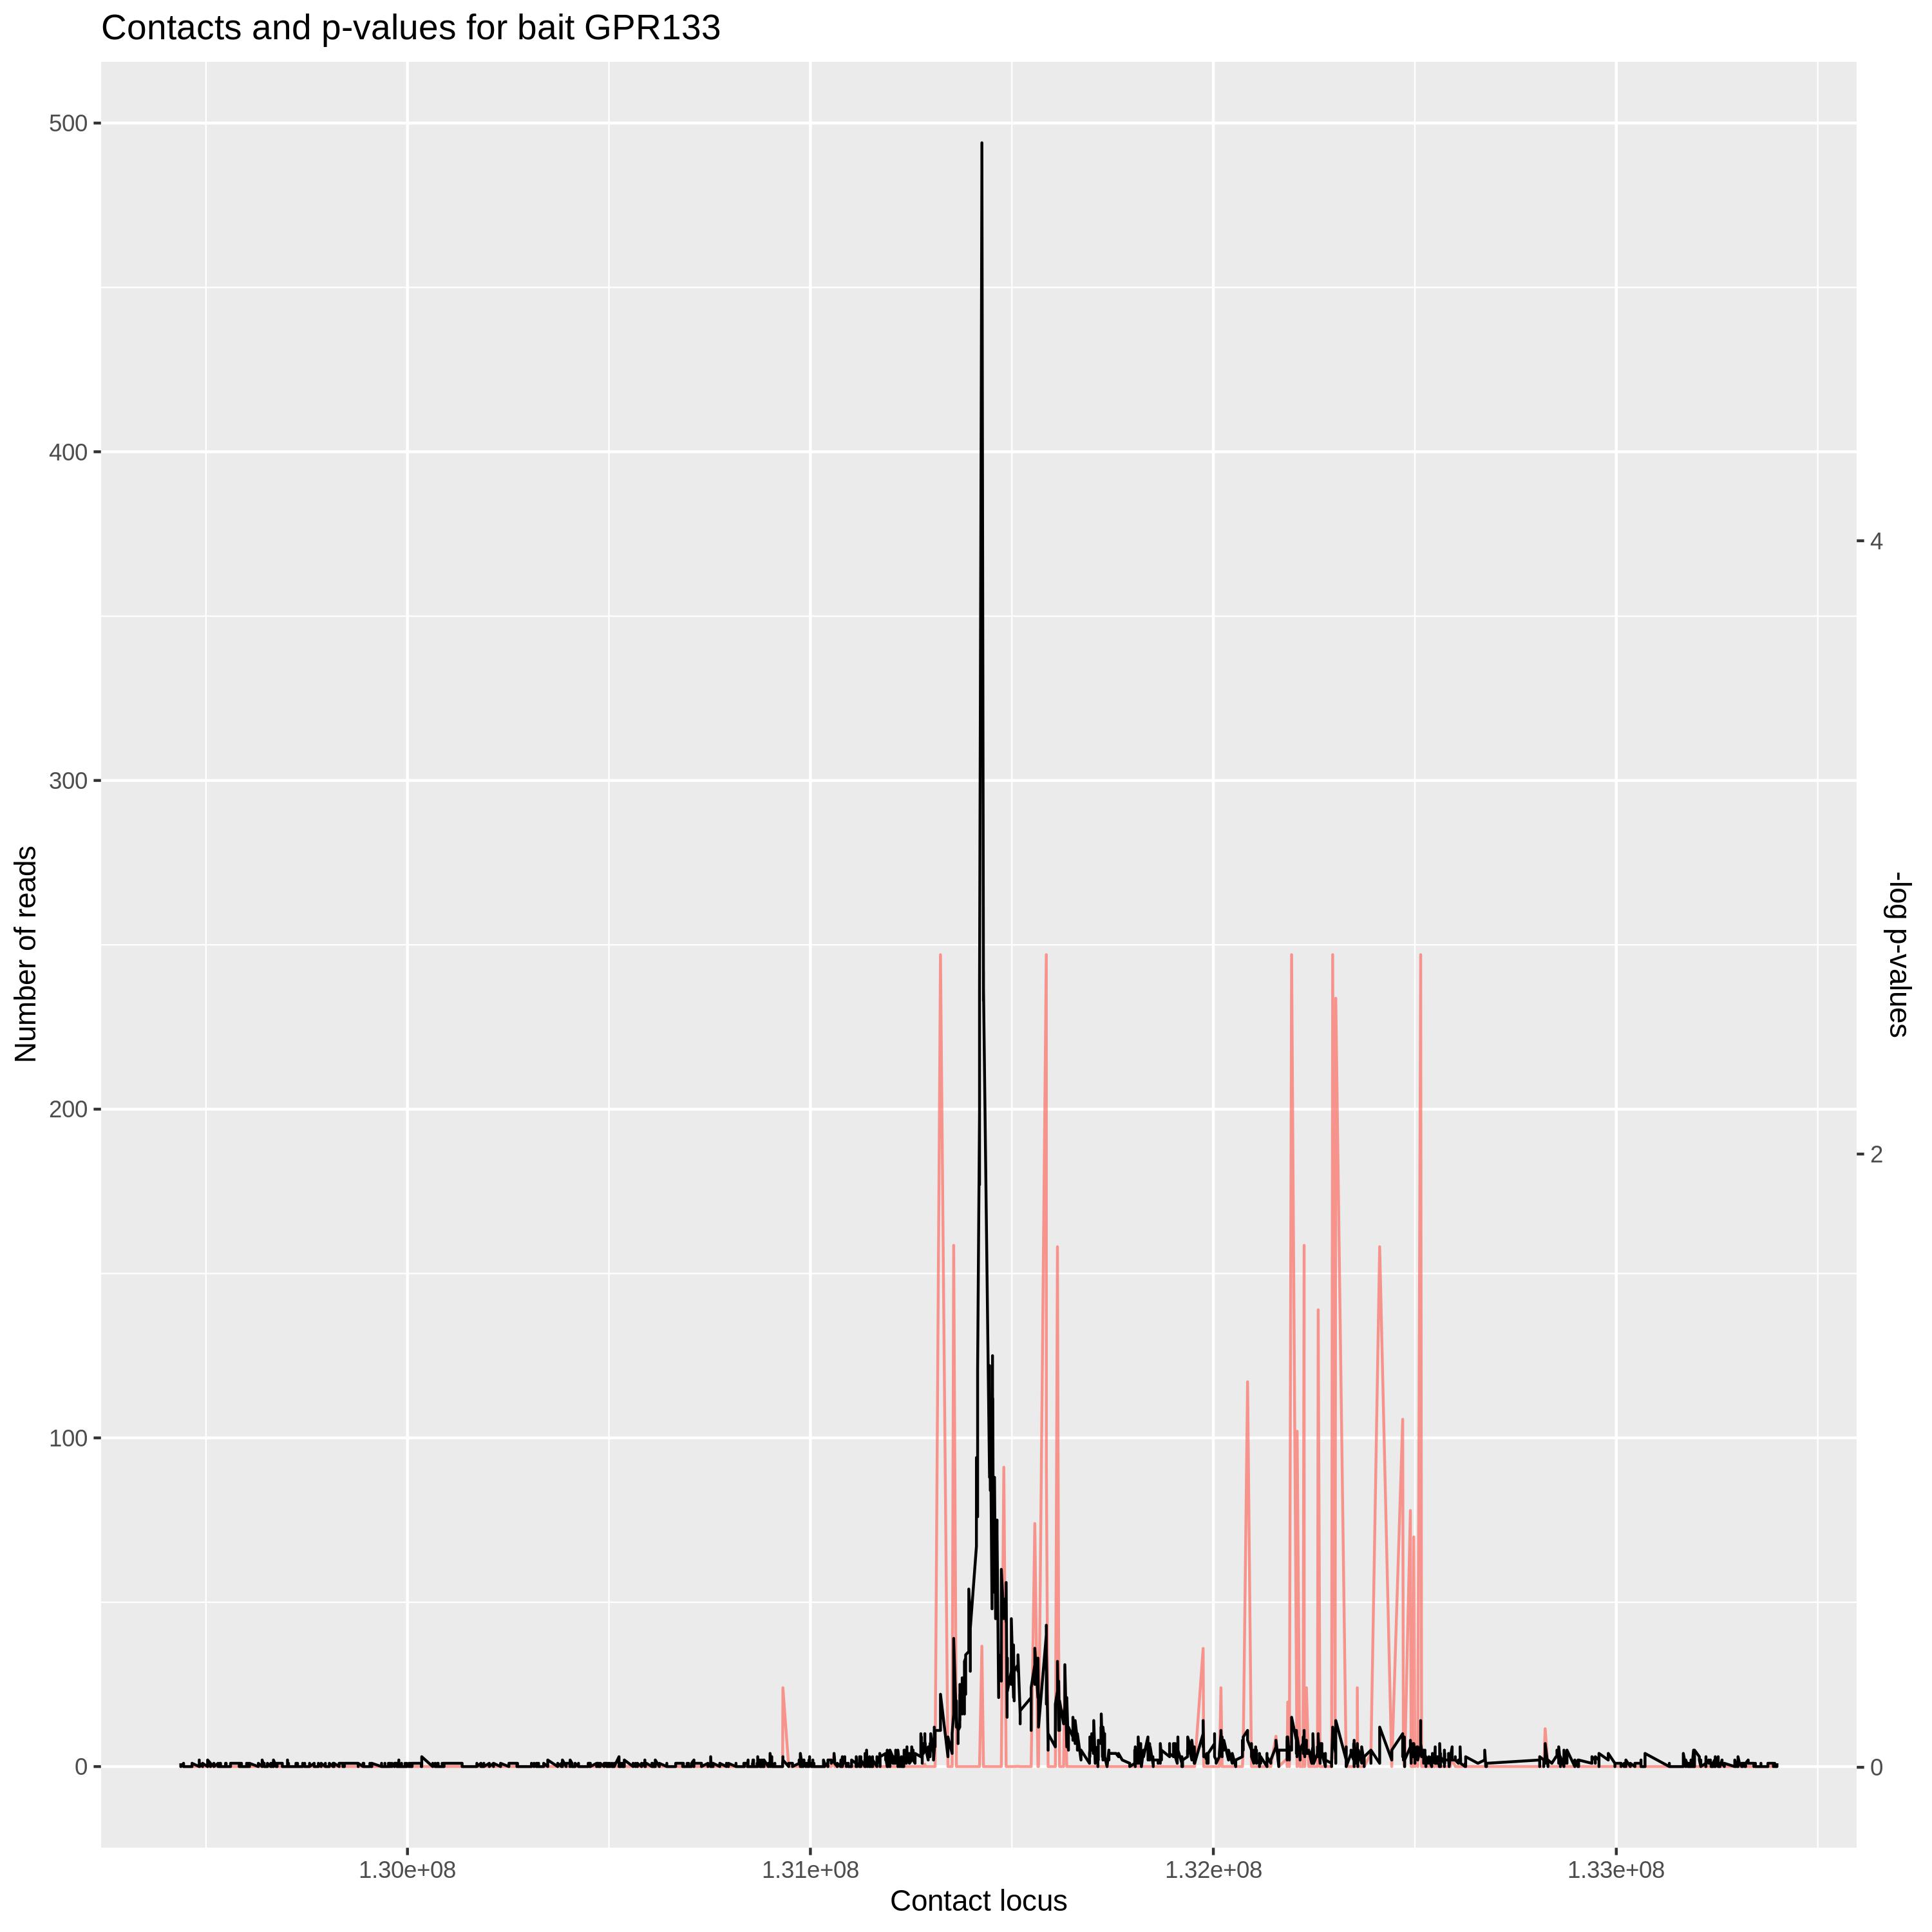 Contacts and p-values for bait GPR133
500
400
300
200
100
0
Number of reads
4
2
0
-log p-values
1.30e+08
1.31e+08
1.32e+08
1.33e+08
Contact locus